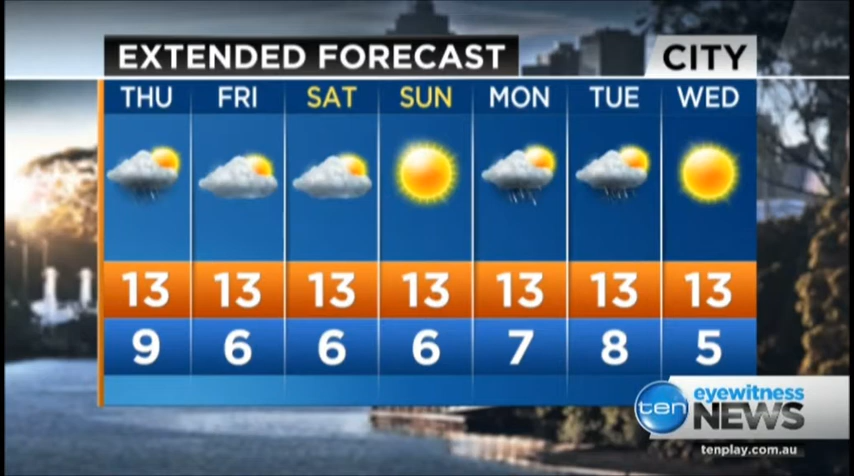 EXTENDED FORECAST
CITY
THU FRI SAT SUN MON TUE WED
13 13 13 13 13 13 13
9 6 6 6 7 8 5
ten eyewitness
NEWS
tenplay.com.au